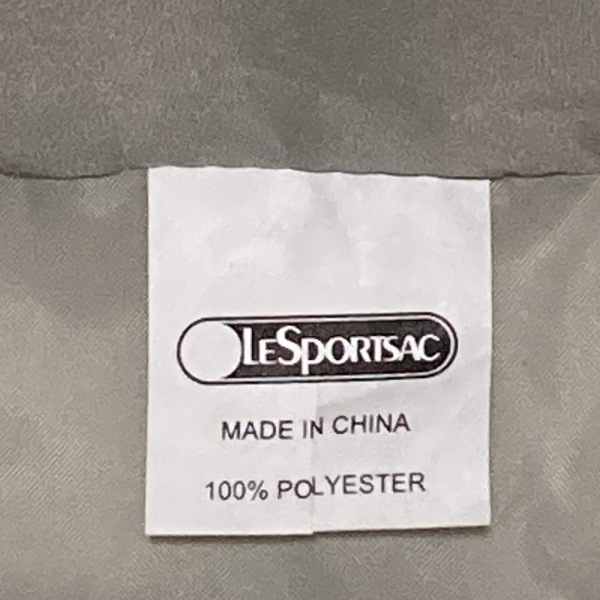 LeSportsac
MADE IN CHINA
100% POLYESTER